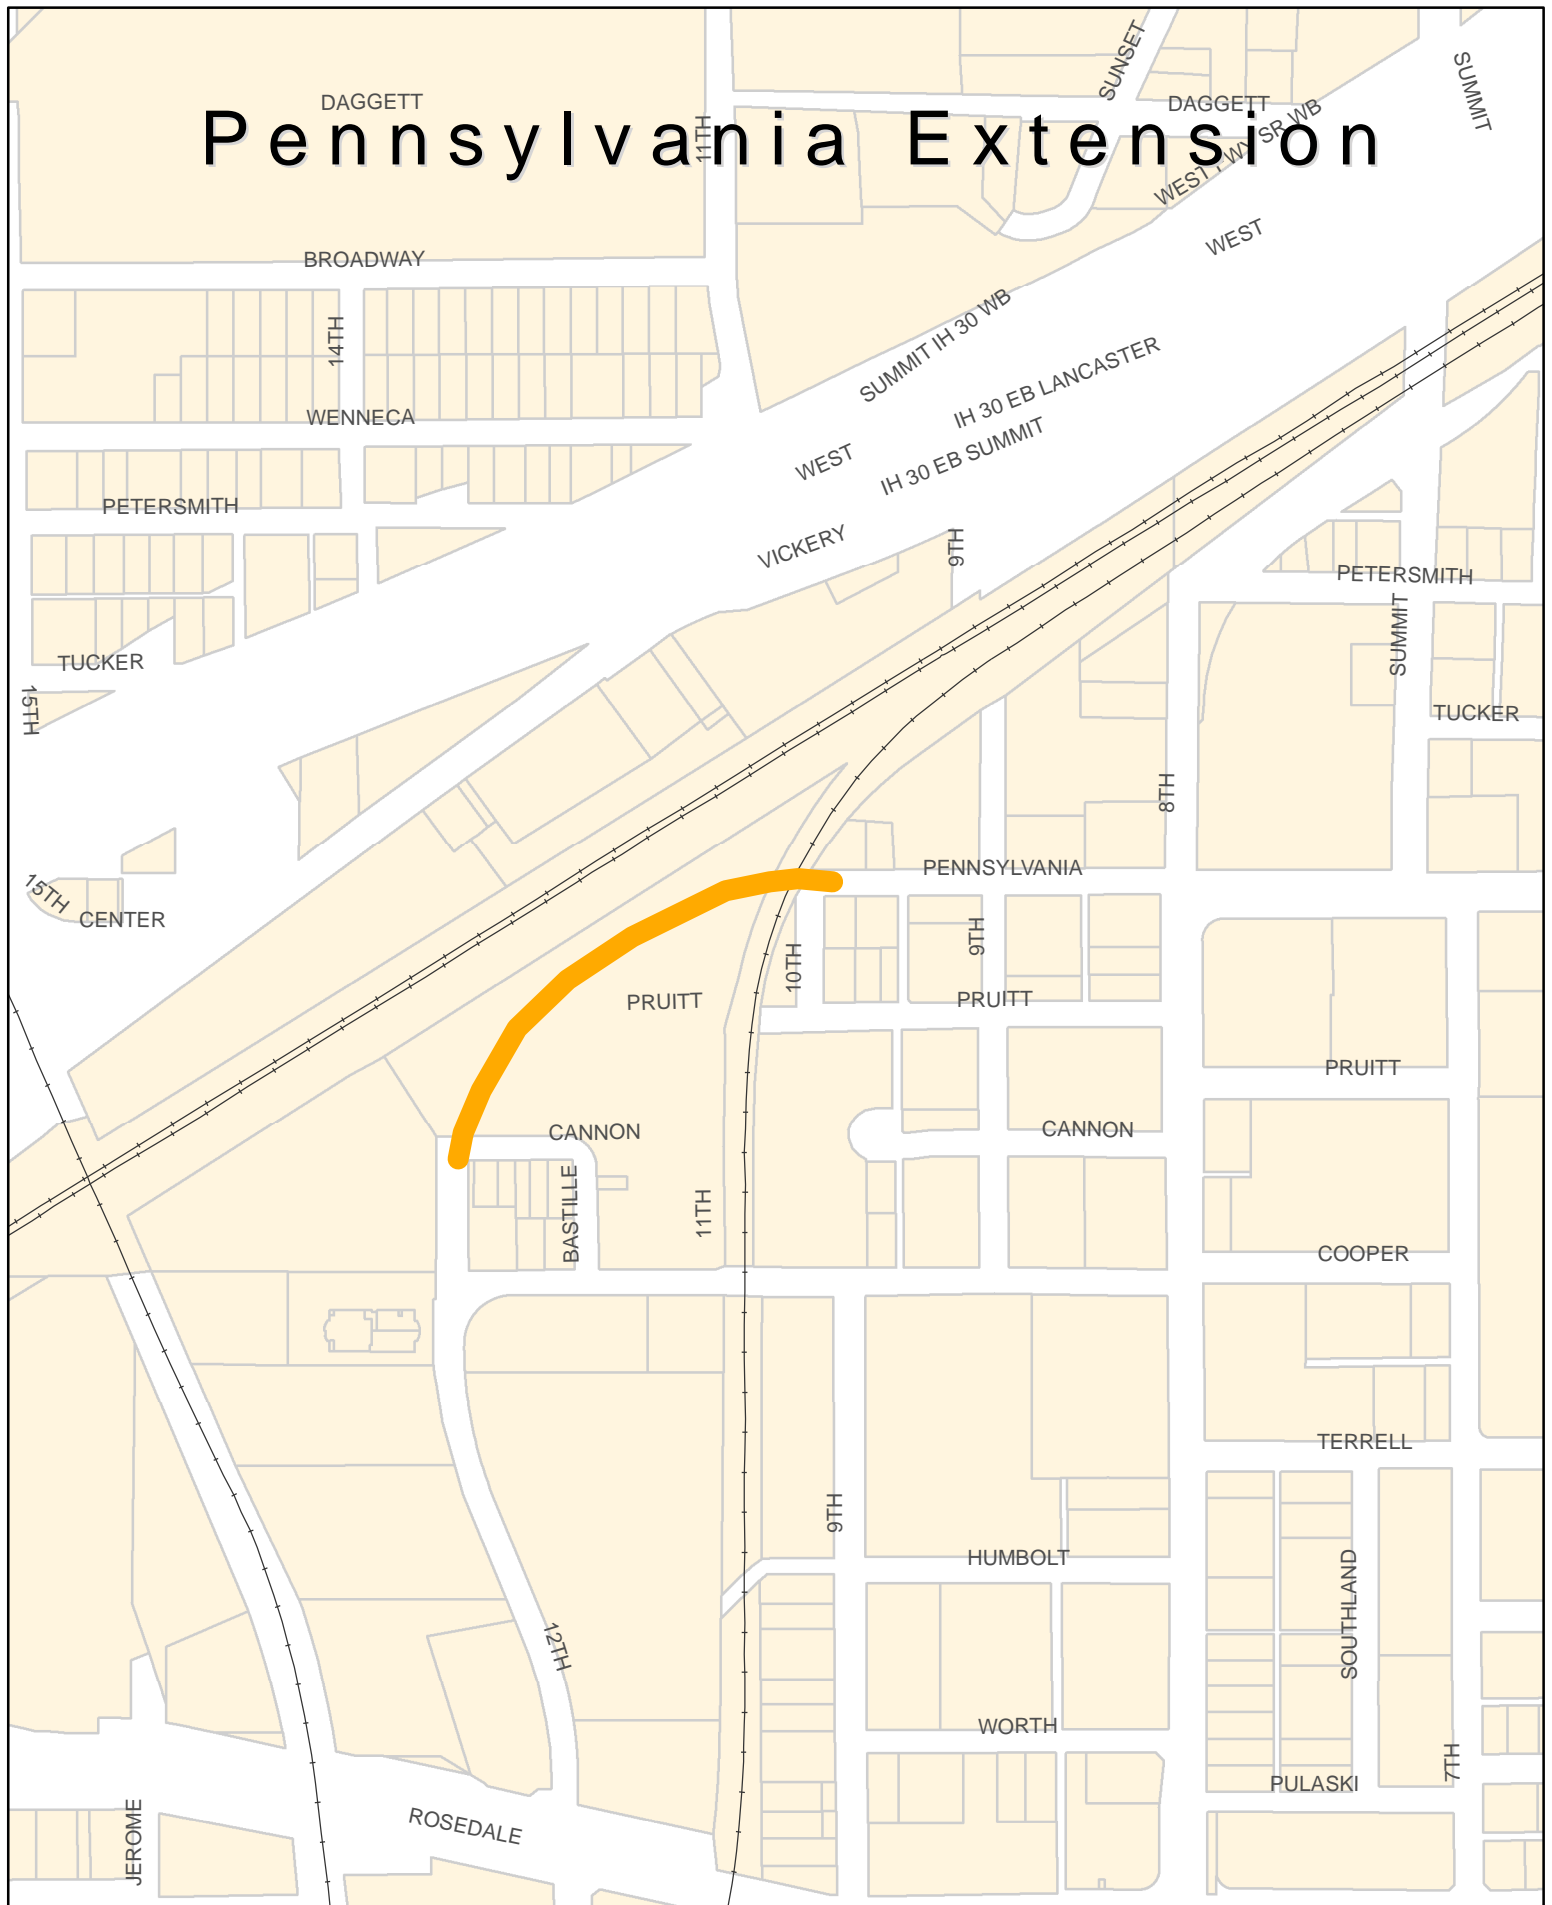 SUNSET
SUMMIT
DAGGETT
DAGGETT
Pennsylvania Extension
11TH
WEST FWY SR WB
WEST
BROADWAY
SUMMIT IH 30 WB
14TH
IH 30 EB LANCASTER
WENNECA
IH 30 EB SUMMIT
WEST
PETERSMITH
VICKERY
9TH
PETERSMITH
SUMMIT
TUCKER
15TH
TUCKER
8TH
PENNSYLVANIA
15TH
CENTER
9TH
10TH
PRUITT
PRUITT
PRUITT
CANNON
CANNON
BASTILLE
11TH
COOPER
TERRELL
9TH
HUMBOLT
SOUTHLAND
12TH
WORTH
7TH
PULASKI
JEROME
ROSEDALE